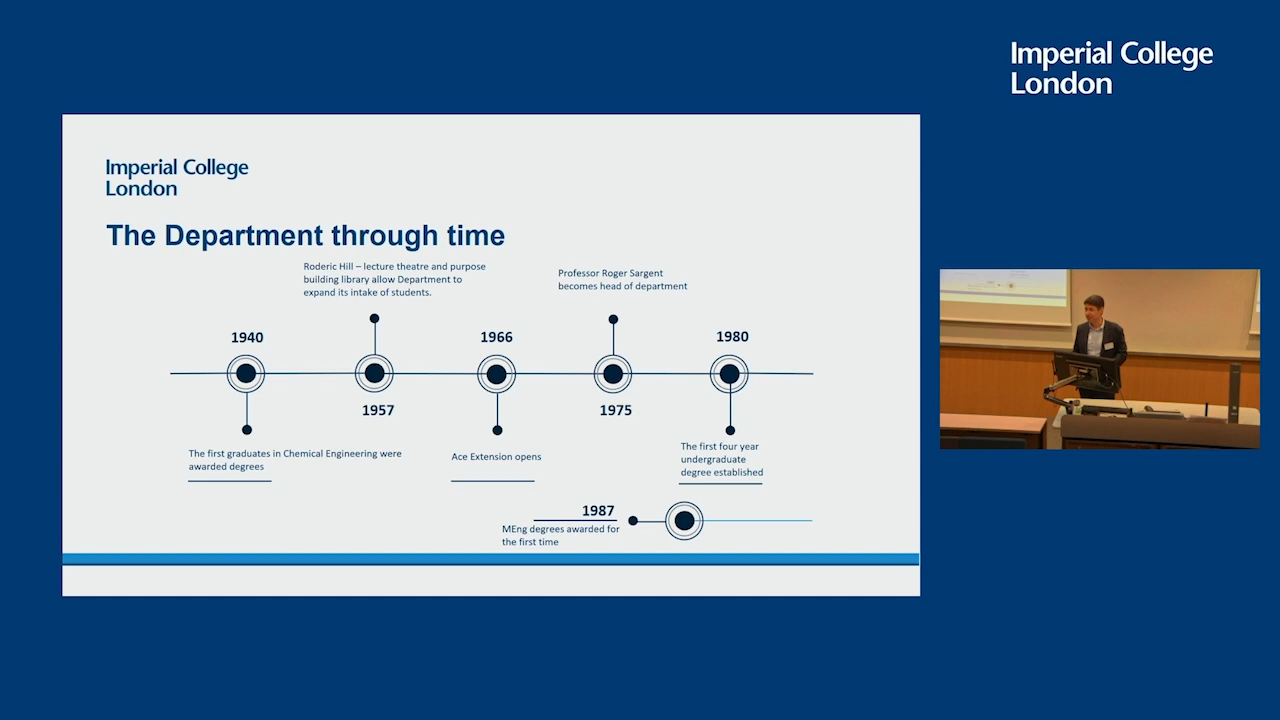 Imperial College
London
Imperial College
London
The Department through time
Roderic Hill – lecture theatre and purpose
building library allow Department to
expand its intake of students.
Professor Roger Sargent
becomes head of department
1940
1966
1980
1957
1975
The first graduates in Chemical Engineering were
awarded degrees
Ace Extension opens
The first four year
undergraduate
degree established
1987
MEng degrees awarded for
the first time